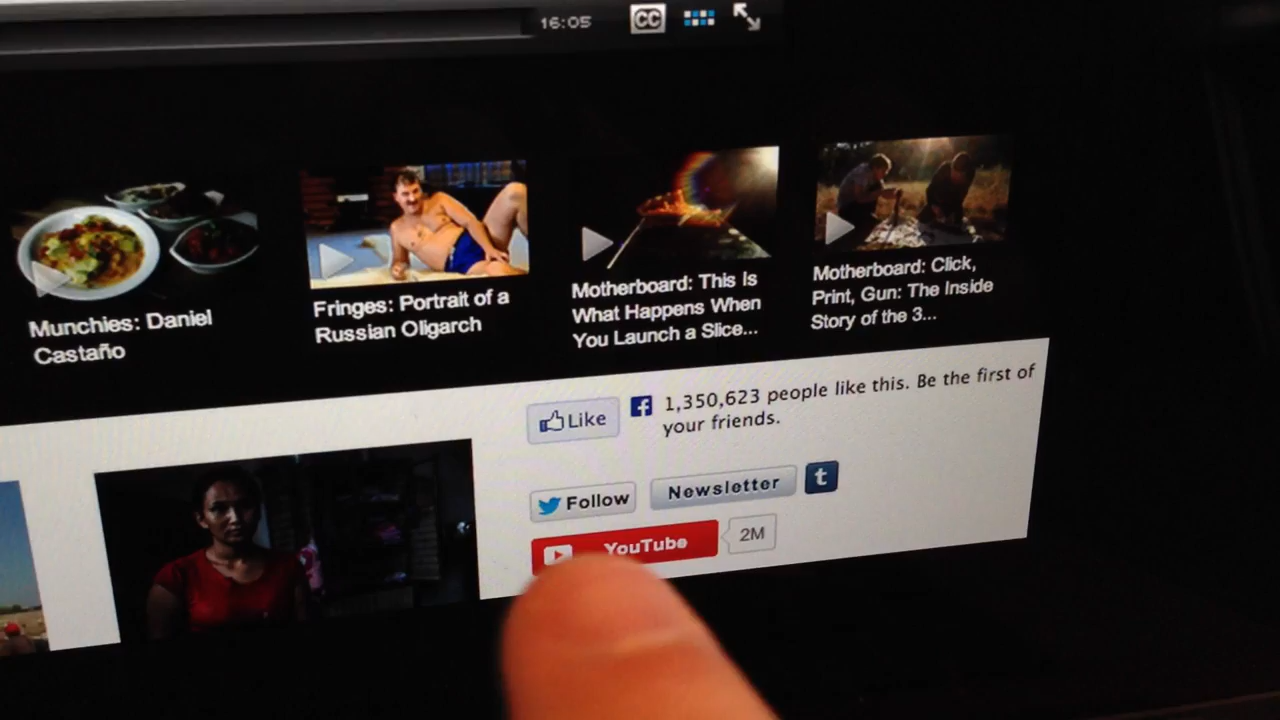 16:05
CC
Munchies: Daniel
Castaño
Fringes: Portrait of a
Russian Oligarch
Motherboard: This Is
What Happens When
You Launch a Slice...
Motherboard: Click,
Print, Gun: The Inside
Story of the 3...
Like
f
1,350,623 people like this. Be the first of
your friends.
Follow
Newsletter
t
YouTube
2M